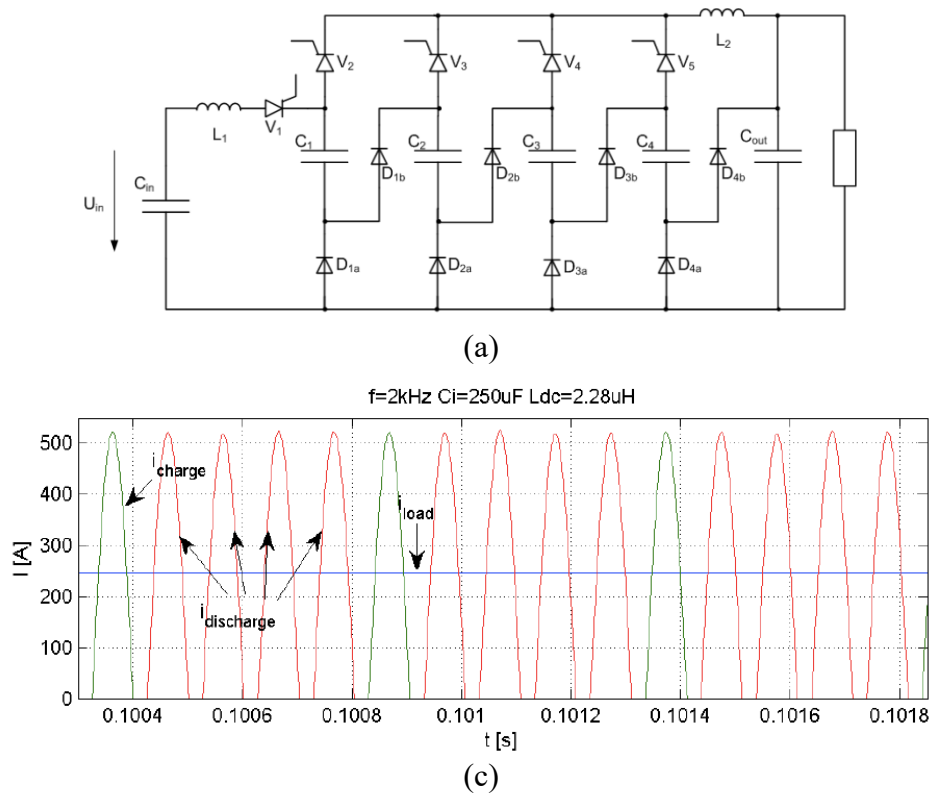 L₂
V₂ V₃ V₄ V₅
L₁ V₁ C₁ C₂ C₃ C₄ Cout
D₁b D₂b D₃b D₄b
Cin
Uin
D₁a D₂a D₃a D₄a
(a)
f=2kHz Ci=250uF Ldc=2.28uH
500
icharge
400
iload
300
I [A]
200
idischarge
100
0
0.1004 0.1006 0.1008 0.101 0.1012 0.1014 0.1016 0.1018
t [s]
(c)